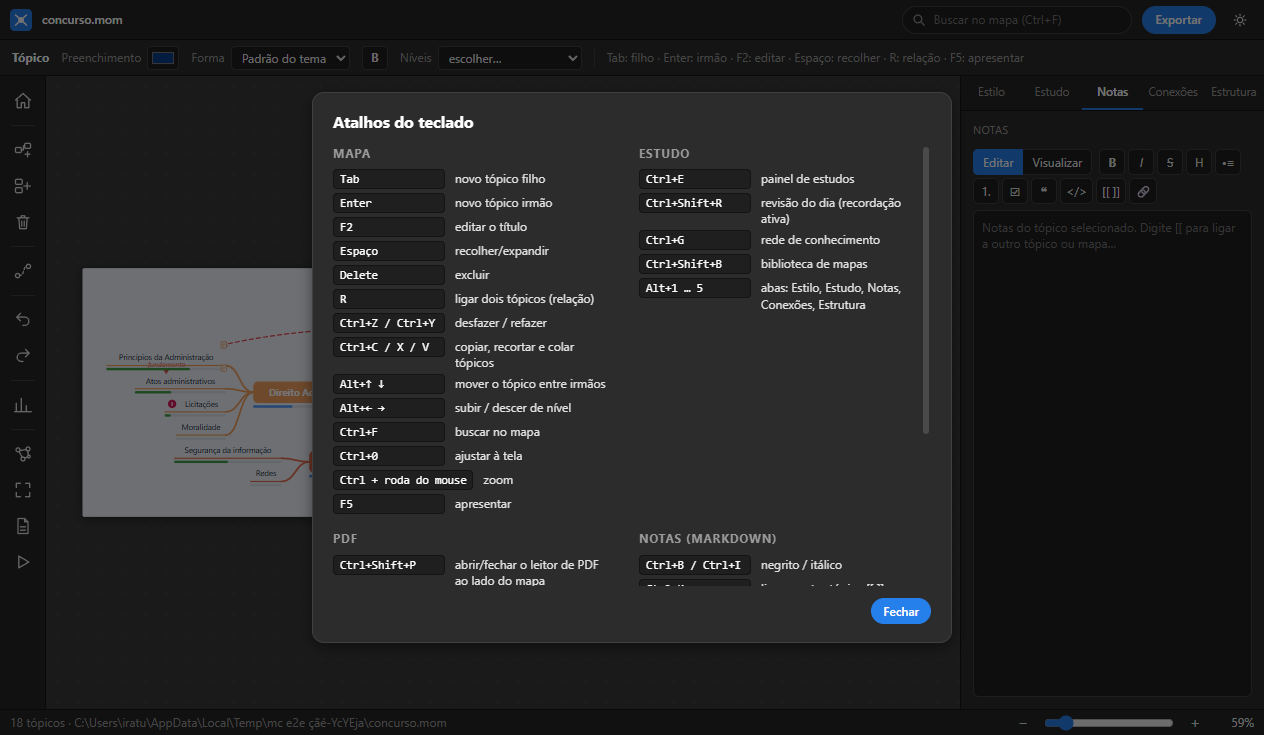 concurso.mom
Buscar no mapa (Ctrl+F)
Exportar
Tópico
Preenchimento
Forma
Padrão do tema
B
Níveis
escolher...
Tab: filho · Enter: irmão · F2: editar · Espaço: recolher · R: relação · F5: apresentar
Estilo
Estudo
Notas
Conexões
Estrutura
NOTAS
Editar
Visualizar
B
I
S
H
1.
❝
</>
[[ ]]
Notas do tópico selecionado. Digite [[ para ligar
a outro tópico ou mapa...
Princípios da Administração
Atos administrativos
Licitações
Moralidade
Direito Ad
Segurança da informação
Redes
Atalhos do teclado
MAPA
Tab novo tópico filho
Enter novo tópico irmão
F2 editar o título
Espaço recolher/expandir
Delete excluir
R ligar dois tópicos (relação)
Ctrl+Z / Ctrl+Y desfazer / refazer
Ctrl+C / X / V copiar, recortar e colar
tópicos
Alt+↑ ↓ mover o tópico entre irmãos
Alt+← → subir / descer de nível
Ctrl+F buscar no mapa
Ctrl+0 ajustar à tela
Ctrl + roda do mouse zoom
F5 apresentar
ESTUDO
Ctrl+E painel de estudos
Ctrl+Shift+R revisão do dia (recordação
ativa)
Ctrl+G rede de conhecimento
Ctrl+Shift+B biblioteca de mapas
Alt+1 … 5 abas: Estilo, Estudo, Notas,
Conexões, Estrutura
PDF
Ctrl+Shift+P abrir/fechar o leitor de PDF
ao lado do mapa
NOTAS (MARKDOWN)
Ctrl+B / Ctrl+I negrito / itálico
Fechar
18 tópicos · C:\Users\iratu\AppData\Local\Temp\mc e2e çãé-YcYEja\concurso.mom
− + 59%